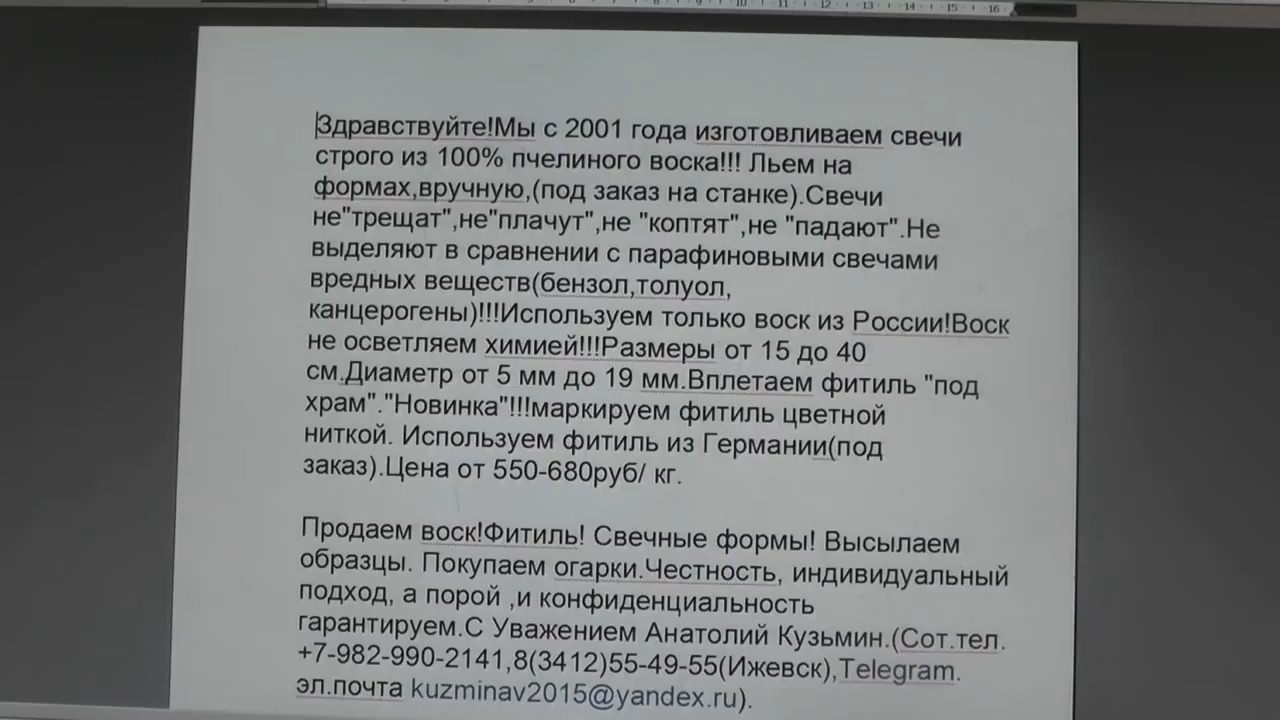 Здравствуйте!Мы с 2001 года изготовливаем свечи
строго из 100% пчелиного воска!!! Льем на
формах,вручную,(под заказ на станке).Свечи
не"трещат",не"плачут",не "коптят",не "падают".Не
выделяют в сравнении с парафиновыми свечами
вредных веществ(бензол,толуол,
канцерогены)!!!Используем только воск из России!Воск
не осветляем химией!!!Размеры от 15 до 40
см.Диаметр от 5 мм до 19 мм.Вплетаем фитиль "под
храм"."Новинка"!!!маркируем фитиль цветной
ниткой. Используем фитиль из Германии(под
заказ).Цена от 550-680руб/ кг.
Продаем воск!Фитиль! Свечные формы! Высылаем
образцы. Покупаем огарки.Честность, индивидуальный
подход, а порой ,и конфиденциальность
гарантируем.С Уважением Анатолий Кузьмин.(Сот.тел.
+7-982-990-2141,8(3412)55-49-55(Ижевск),Telegram.
эл.почта kuzminav2015@yandex.ru).